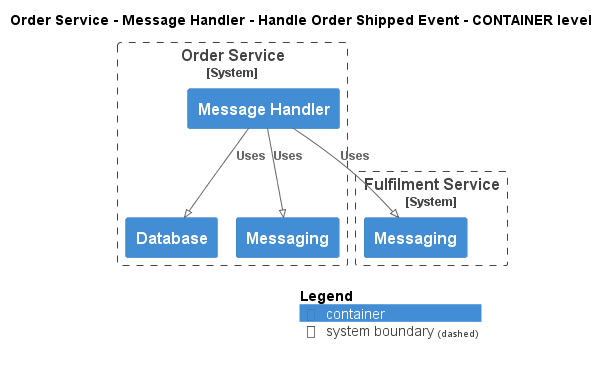 Order Service - Message Handler - Handle Order Shipped Event - CONTAINER level
Order Service
[System]
Message Handler
Uses Uses Uses
Fulfilment Service
[System]
Database
Messaging
Messaging
Legend
container
system boundary (dashed)